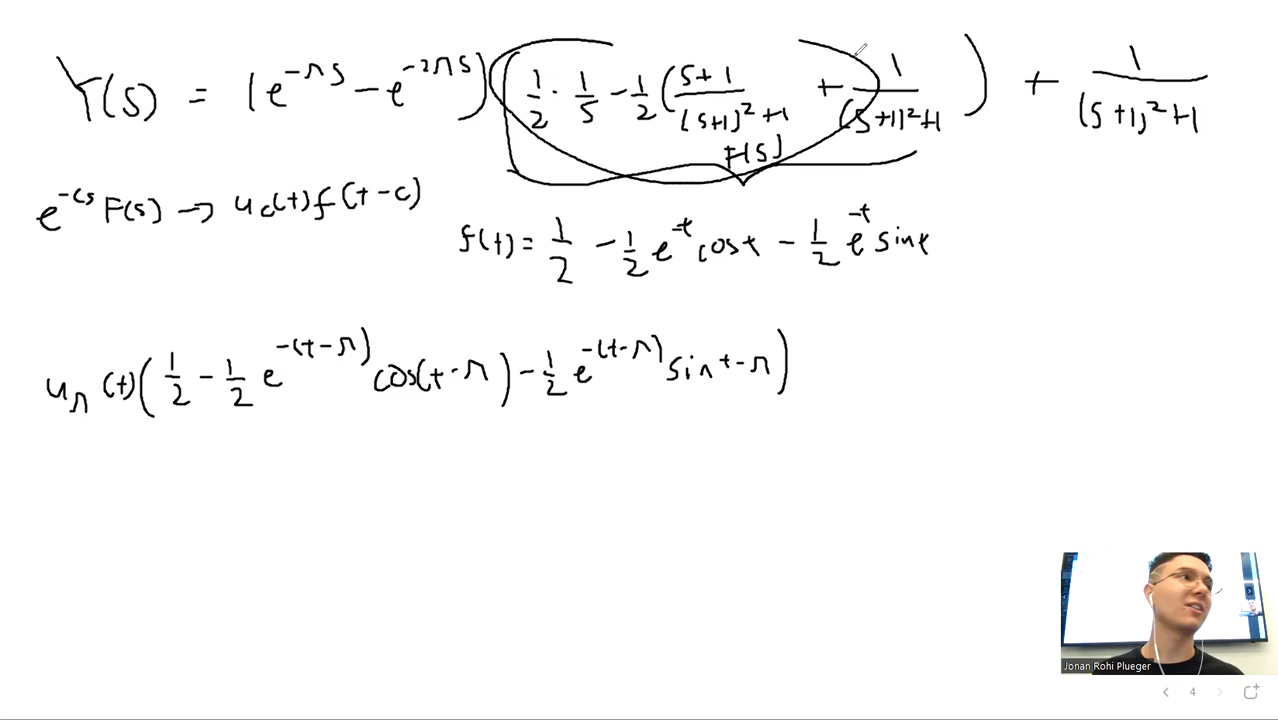 Y(s) = (e^{-πs} - e^{-2πs}) ( 1/2 · 1/s - 1/2 ( (s+1)/((s+1)^2+1) + 1/((s+1)^2+1) ) + 1/((s+1)^2+1)
F(s)
e^{-cs} F(s) → u_c(t) f(t-c)
f(t) = 1/2 - 1/2 e^{-t} cos t - 1/2 e^{-t} sin t
u_π (t) ( 1/2 - 1/2 e^{-(t-π)} cos(t-π) - 1/2 e^{-(t-π)} sin t-π )
Jonan Rohi Plueger
4